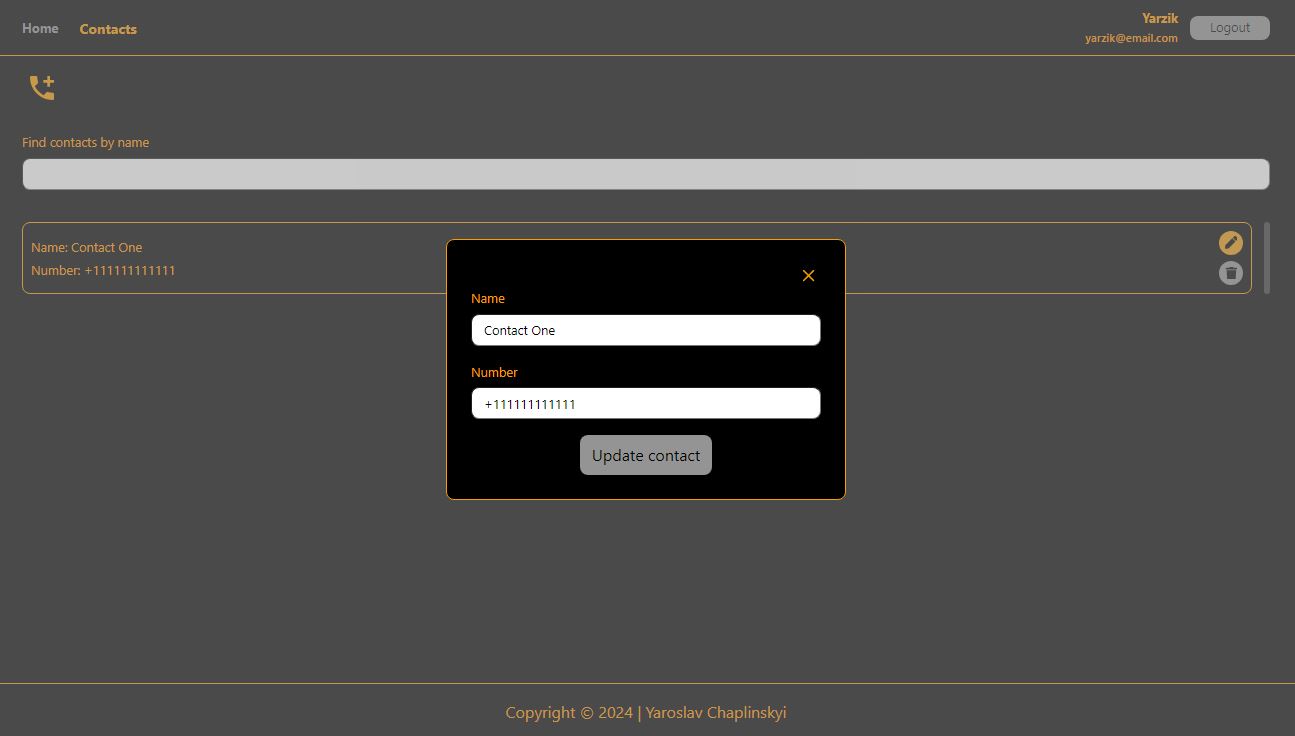 Home Contacts Yarzik
yarzik@email.com Logout
Find contacts by name
Name: Contact One
Number: +111111111111
Name
Contact One
Number
+111111111111
Update contact
Copyright © 2024 | Yaroslav Chaplinskyi